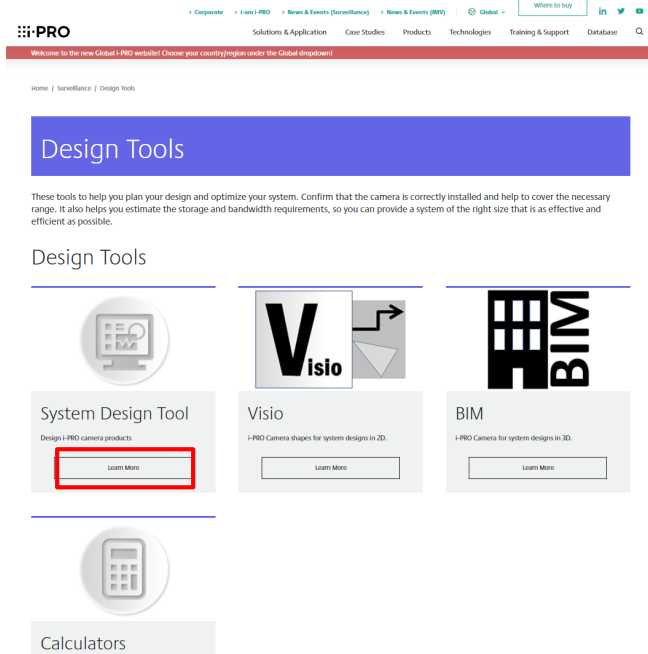 Corporate
i-am i-PRO
News & Events (Surveillance)
News & Events (IMV)
Global
Where to buy
i-PRO
Solutions & Application
Case Studies
Products
Technologies
Training & Support
Database
Welcome to the new Global i-PRO website! Choose your country/region under the Global dropdown!
Home / Surveillance / Design Tools
Design Tools
These tools to help you plan your design and optimize your system. Confirm that the camera is correctly installed and help to cover the necessary
range. It also helps you estimate the storage and bandwidth requirements, so you can provide a system of the right size that is as effective and
efficient as possible.
Design Tools
System Design Tool
Design i-PRO camera products
Learn More
Visio
Visio
i-PRO Camera shapes for system designs in 2D.
Learn More
BIM
BIM
i-PRO Camera for system designs in 3D.
Learn More
Calculators